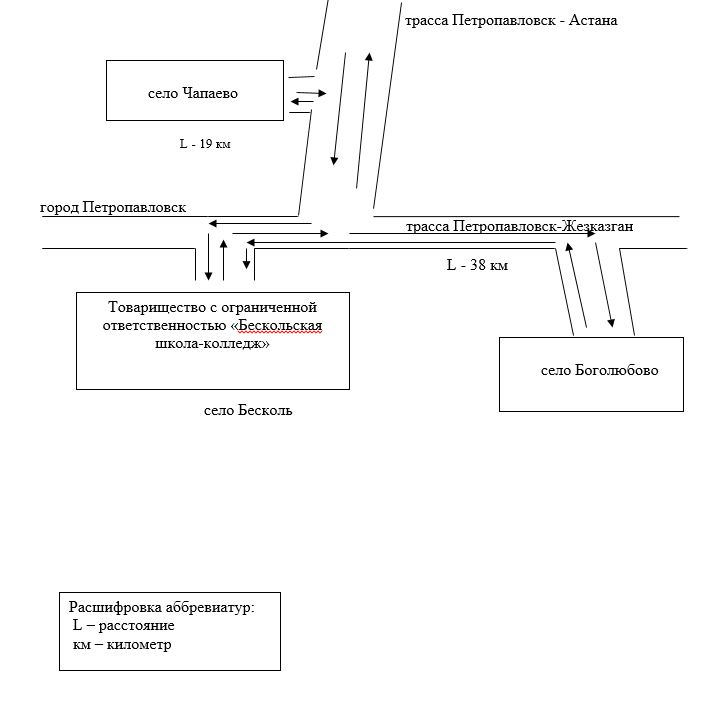 трасса Петропавловск - Астана
село Чапаево
L - 19 км
город Петропавловск
трасса Петропавловск-Жезказган
L - 38 км
Товарищество с ограниченной
ответственностью «Бескольская
школа-колледж»
село Боголюбово
село Бесколь
Расшифровка аббревиатур:
L – расстояние
км – километр